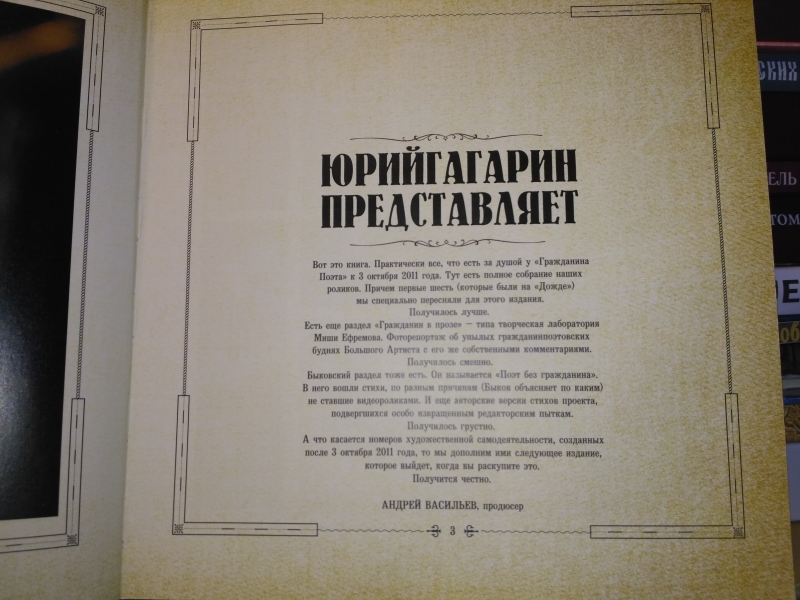 ЮРИЙГАГАРИН
ПРЕДСТАВЛЯЕТ
Вот это книга. Практически все, что есть за душой у «Гражданина
Поэта» к 3 октября 2011 года. Тут есть полное собрание наших
роликов. Причем первые шесть (которые были на «Дожде»)
мы специально пересняли для этого издания.
Получилось лучше.
Есть еще раздел «Гражданин в прозе» — типа творческая лаборатория
Миши Ефремова. Фоторепортаж об унылых гражданинпоэтовских
буднях Большого Артиста с его же собственными комментариями.
Получилось смешно.
Быковский раздел тоже есть. Он называется «Поэт без гражданина».
В него вошли стихи, по разным причинам (Быков объясняет по каким)
не ставшие видеороликами. И еще авторские версии стихов проекта,
подвергшихся особо извращенным редакторским пыткам.
Получилось грустно.
А что касается номеров художественной самодеятельности, созданных
после 3 октября 2011 года, то мы дополним ими следующее издание,
которое выйдет, когда вы раскупите это.
Получится честно.
АНДРЕЙ ВАСИЛЬЕВ, продюсер
3
СКИХ
ЕЛЬ
ТОМ